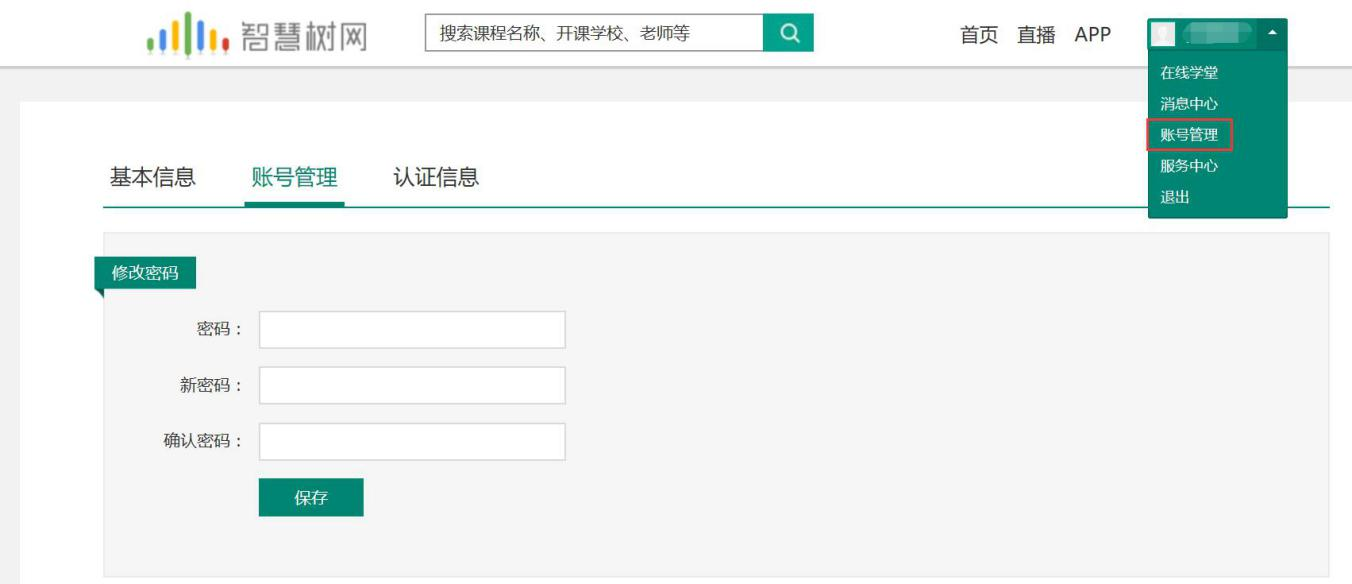 智慧树网
搜索课程名称、开课学校、老师等
首页 直播 APP
在线学堂
消息中心
账号管理
服务中心
退出
基本信息 账号管理 认证信息
修改密码
密码：
新密码：
确认密码：
保存